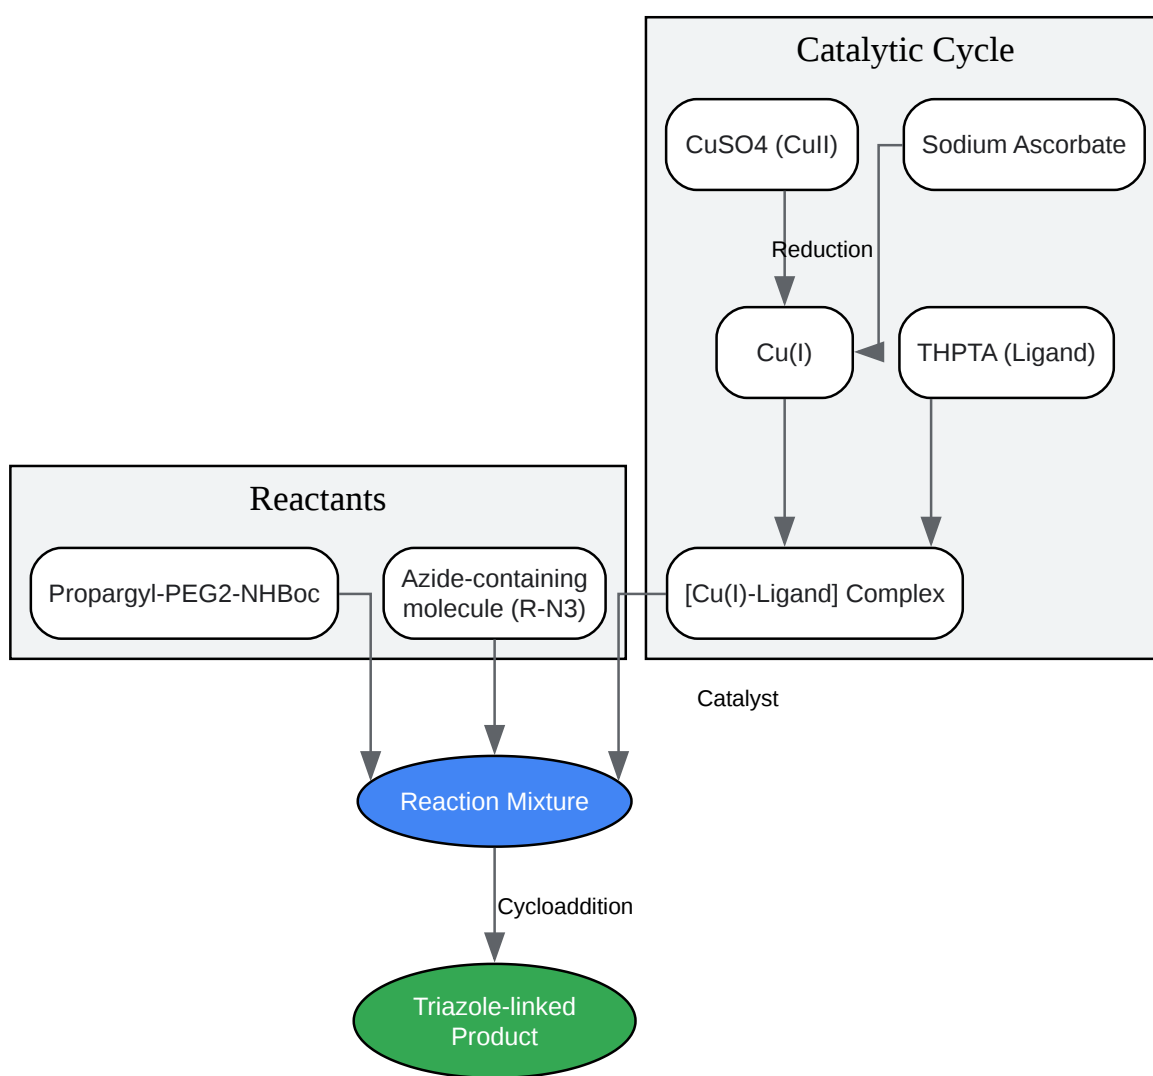 Catalytic Cycle
CuSO4 (CuII)
Sodium Ascorbate
Reduction
Cu(I)
THPTA (Ligand)
Reactants
Propargyl-PEG2-NHBoc
Azide-containing
molecule (R-N3)
[Cu(I)-Ligand] Complex
Catalyst
Reaction Mixture
Cycloaddition
Triazole-linked
Product